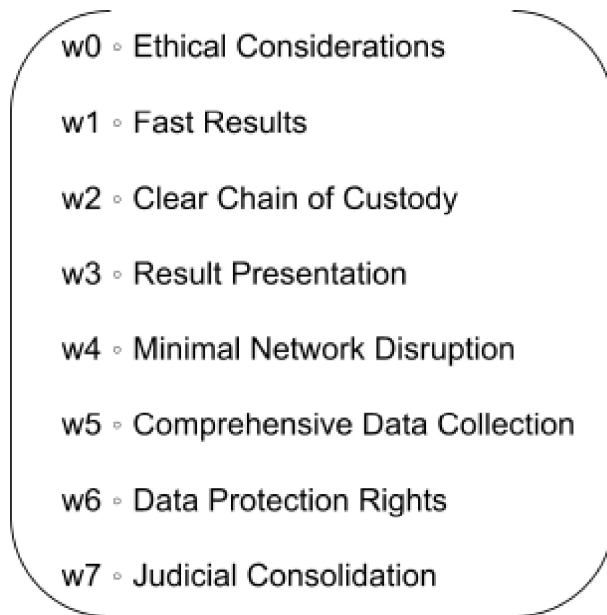 w0 ◦ Ethical Considerations
w1 ◦ Fast Results
w2 ◦ Clear Chain of Custody
w3 ◦ Result Presentation
w4 ◦ Minimal Network Disruption
w5 ◦ Comprehensive Data Collection
w6 ◦ Data Protection Rights
w7 ◦ Judicial Consolidation